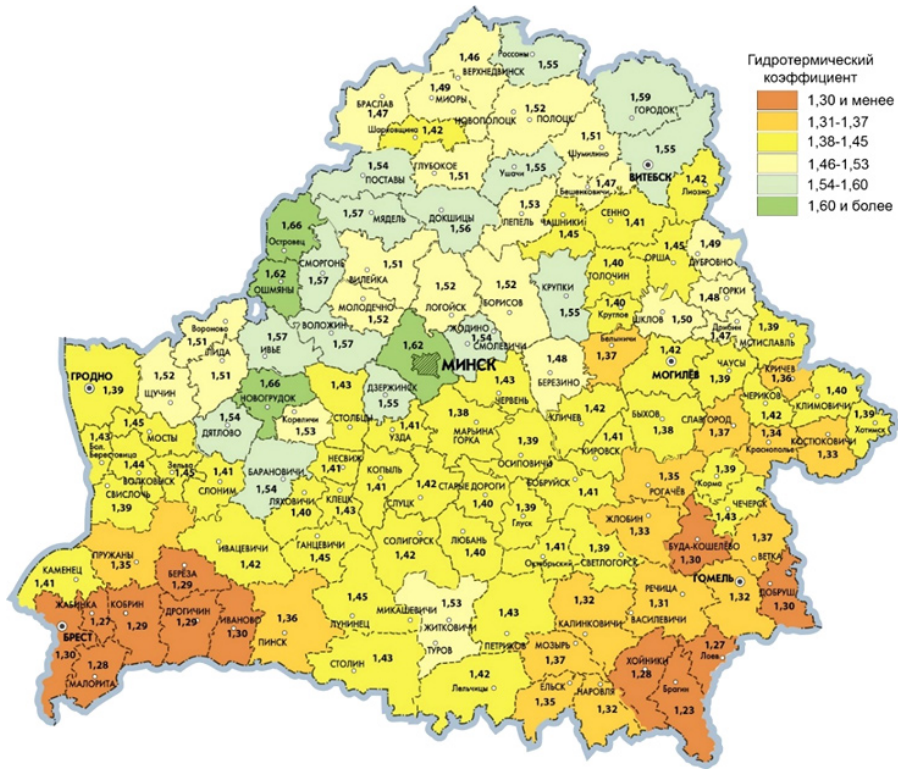 Гидротермический
коэффициент
1,30 и менее
1,31-1,37
1,38-1,45
1,46-1,53
1,54-1,60
1,60 и более
1,46
ВЕРХНЕДВИНСК
Россоны
1,55
БРАСЛАВ
1,47
1,49
МИОРЫ
НОВОПОЛОЦК
1,52
ПОЛОЦК
1,59
ГОРОДОК
Шарковщина
1,42
1,51
Шумилино
1,55
ВИТЕБСК
1,54
ПОСТАВЫ
ГЛУБОКОЕ
1,51
Ушачи
1,55
Бешенковичи
1,47
1,42
Лиозно
1,57
МЯДЕЛЬ
ДОКШИЦЫ
1,56
1,53
ЛЕПЕЛЬ
ЧАШНИКИ
1,45
СЕННО
1,41
1,66
Островец
1,62
ОШМЯНЫ
СМОРГОНЬ
1,57
1,51
ВИЛЕЙКА
1,45
ОРША
1,49
ДУБРОВНО
МОЛОДЕЧНО
1,52
1,52
ЛОГОЙСК
1,52
БОРИСОВ
КРУПКИ
1,55
1,40
ТОЛОЧИН
1,40
Круглое
1,48
ГОРКИ
ШКЛОВ
1,50
Дрибин
1,47
1,39
МСТИСЛАВЛЬ
Вороново
1,51
ЛИДА
1,51
1,57
ИВЬЕ
ВОЛОЖИН
1,57
1,62
МИНСК
ЖОДИНО
1,54
СМОЛЕВИЧИ
1,48
БЕРЕЗИНО
Белыничи
1,37
1,42
МОГИЛЁВ
ЧАУСЫ
1,39
КРИЧЕВ
1,36
ГРОДНО
1,39
1,52
ЩУЧИН
1,66
НОВОГРУДОК
1,43
СТОЛБЦЫ
ДЗЕРЖИНСК
1,55
1,43
ЧЕРВЕНЬ
ЧЕРИКОВ
1,42
1,40
КЛИМОВИЧИ
1,39
Хотимск
1,45
МОСТЫ
1,54
ДЯТЛОВО
Кореличи
1,53
1,41
УЗДА
1,38
МАРЬИНА
ГОРКА
КЛИЧЕВ
1,42
БЫХОВ
1,38
СЛАВГОРОД
1,37
1,34
Краснополье
КОСТЮКОВИЧИ
1,33
1,43
Бол.
Берестовица
1,44
ВОЛКОВЫСК
Зельва
1,45
1,41
СЛОНИМ
БАРАНОВИЧИ
1,54
НЕСВИЖ
1,41
КОПЫЛЬ
1,41
1,39
ОСИПОВИЧИ
1,41
КИРОВСК
СВИСЛОЧЬ
1,39
ЛЯХОВИЧИ
1,40
КЛЕЦК
1,43
1,42
СЛУЦК
СТАРЫЕ ДОРОГИ
1,40
БОБРУЙСК
1,41
1,39
Глуск
1,35
РОГАЧЁВ
1,39
Корма
ЧЕЧЕРСК
1,43
ЖЛОБИН
1,33
1,37
ВЕТКА
ПРУЖАНЫ
1,35
ИВАЦЕВИЧИ
1,42
ГАНЦЕВИЧИ
1,45
СОЛИГОРСК
1,42
ЛЮБАНЬ
1,40
1,41
Октябрьский
1,39
СВЕТЛОГОРСК
БУДА-КОШЕЛЁВО
1,30
КАМЕНЕЦ
1,41
БЕРЁЗА
1,29
ГОМЕЛЬ
1,32
ДОБРУШ
1,30
РЕЧИЦА
1,31
ВАСИЛЕВИЧИ
ЖАБИНКА
1,27
КОБРИН
1,29
ДРОГИЧИН
1,29
ИВАНОВО
1,30
1,36
ПИНСК
1,45
ЛУНИНЕЦ
МИКАШЕВИЧИ
1,53
ЖИТКОВИЧИ
ТУРОВ
1,43
ПЕТРИКОВ
1,32
КАЛИНКОВИЧИ
МОЗЫРЬ
1,37
БРЕСТ
1,30
1,28
МАЛОРИТА
СТОЛИН
1,43
1,42
Лельчицы
ЕЛЬСК
1,35
НАРОВЛЯ
1,32
ХОЙНИКИ
1,28
1,27
Лоев
Брагин
1,23